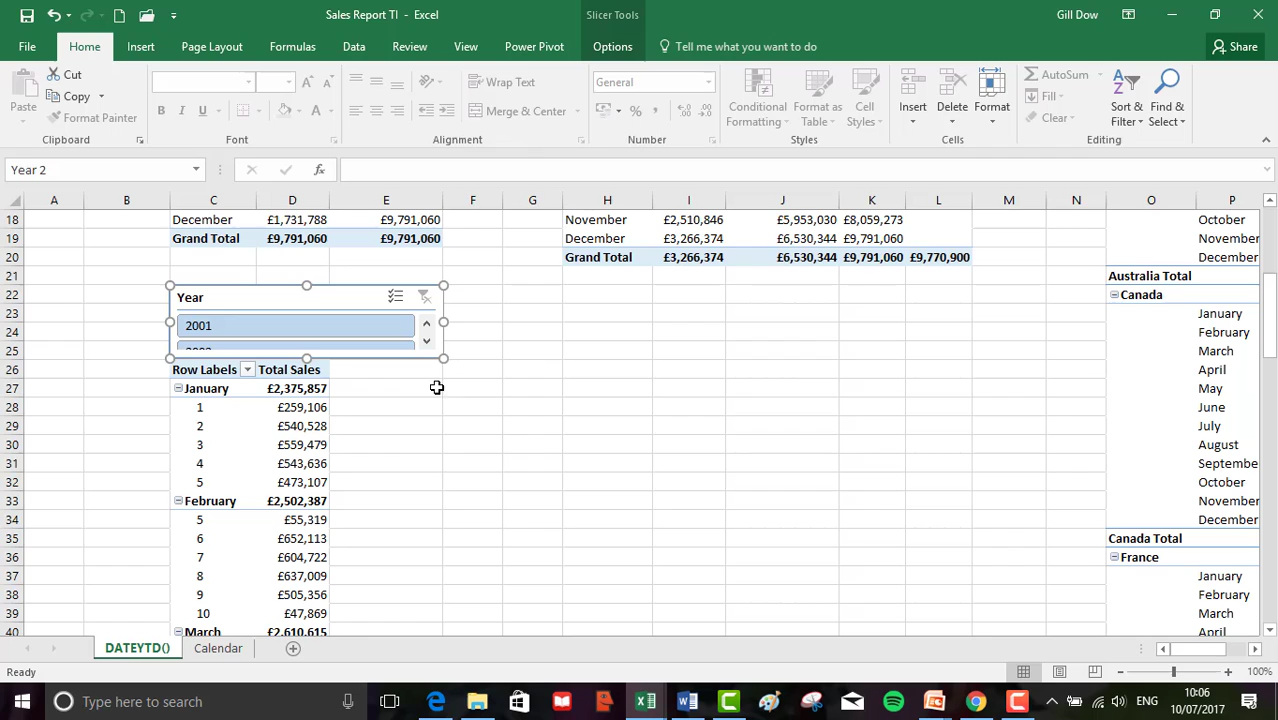 Sales Report TI - Excel
Slicer Tools
Gill Dow
File Home Insert Page Layout Formulas Data Review View Power Pivot Options Tell me what you want to do Share
Paste
Cut
Copy
Format Painter
Clipboard
B I U
Font
Wrap Text
Merge & Center
Alignment
General
%
Number
Conditional Formatting
Format as Table
Cell Styles
Styles
Insert
Delete
Format
Cells
AutoSum
Fill
Clear
Sort & Filter
Find & Select
Editing
Year 2
fx
A B C D E F G H I J K L M N O P
18 December £1,731,788 £9,791,060 November £2,510,846 £5,953,030 £8,059,273 October
19 Grand Total £9,791,060 £9,791,060 December £3,266,374 £6,530,344 £9,791,060 November
20 Grand Total £3,266,374 £6,530,344 £9,791,060 £9,770,900 December
21 Australia Total
22 Year Canada
23 2001 January
24 February
25 March
26 Row Labels Total Sales April
27 January £2,375,857 May
28 1 £259,106 June
29 2 £540,528 July
30 3 £559,479 August
31 4 £543,636 Septembe
32 5 £473,107 October
33 February £2,502,387 November
34 5 £55,319 December
35 6 £652,113 Canada Total
36 7 £604,722 France
37 8 £637,009 January
38 9 £505,356 February
39 10 £47,869 March
40 March £2,610,615 April
DATEYTD() Calendar
Ready
100%
Type here to search
ENG
10:06
10/07/2017